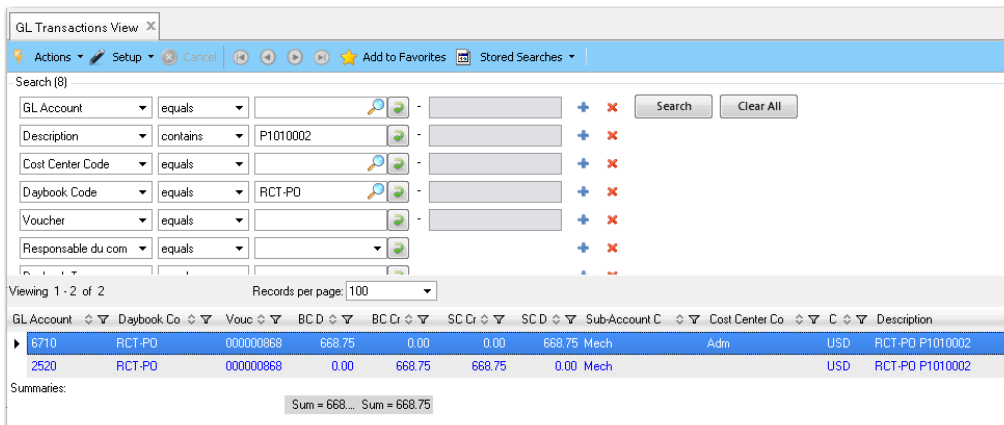 GL Transactions View
Actions Setup Cancel Add to Favorites Stored Searches
Search (8)
GL Account equals - Search Clear All
Description contains P1010002 -
Cost Center Code equals -
Daybook Code equals RCT-PO -
Voucher equals -
Responsable du com equals
Viewing 1 - 2 of 2 Records per page: 100
GL Account Daybook Co Vouc BC D BC Cr SC Cr SC D Sub-Account C Cost Center Co C Description
6710 RCT-PO 000000868 668.75 0.00 0.00 668.75 Mech Adm USD RCT-PO P1010002
2520 RCT-PO 000000868 0.00 668.75 668.75 0.00 Mech USD RCT-PO P1010002
Summaries:
Sum = 668.... Sum = 668.75